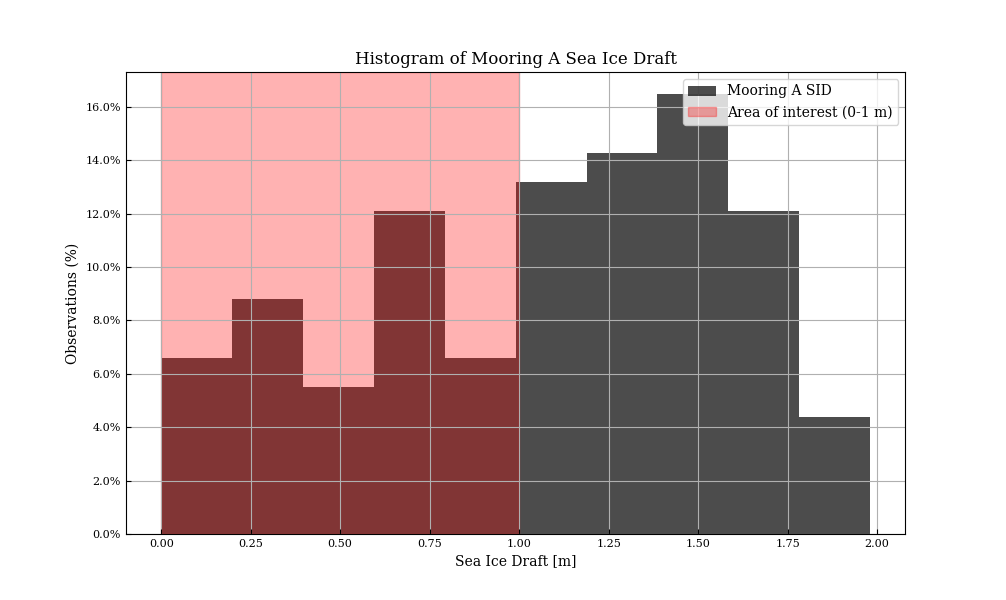 Histogram of Mooring A Sea Ice Draft
Mooring A SID
Area of interest (0-1 m)
16.0%
14.0%
12.0%
10.0%
8.0%
6.0%
4.0%
2.0%
0.0%
Observations (%)
0.00 0.25 0.50 0.75 1.00 1.25 1.50 1.75 2.00
Sea Ice Draft [m]